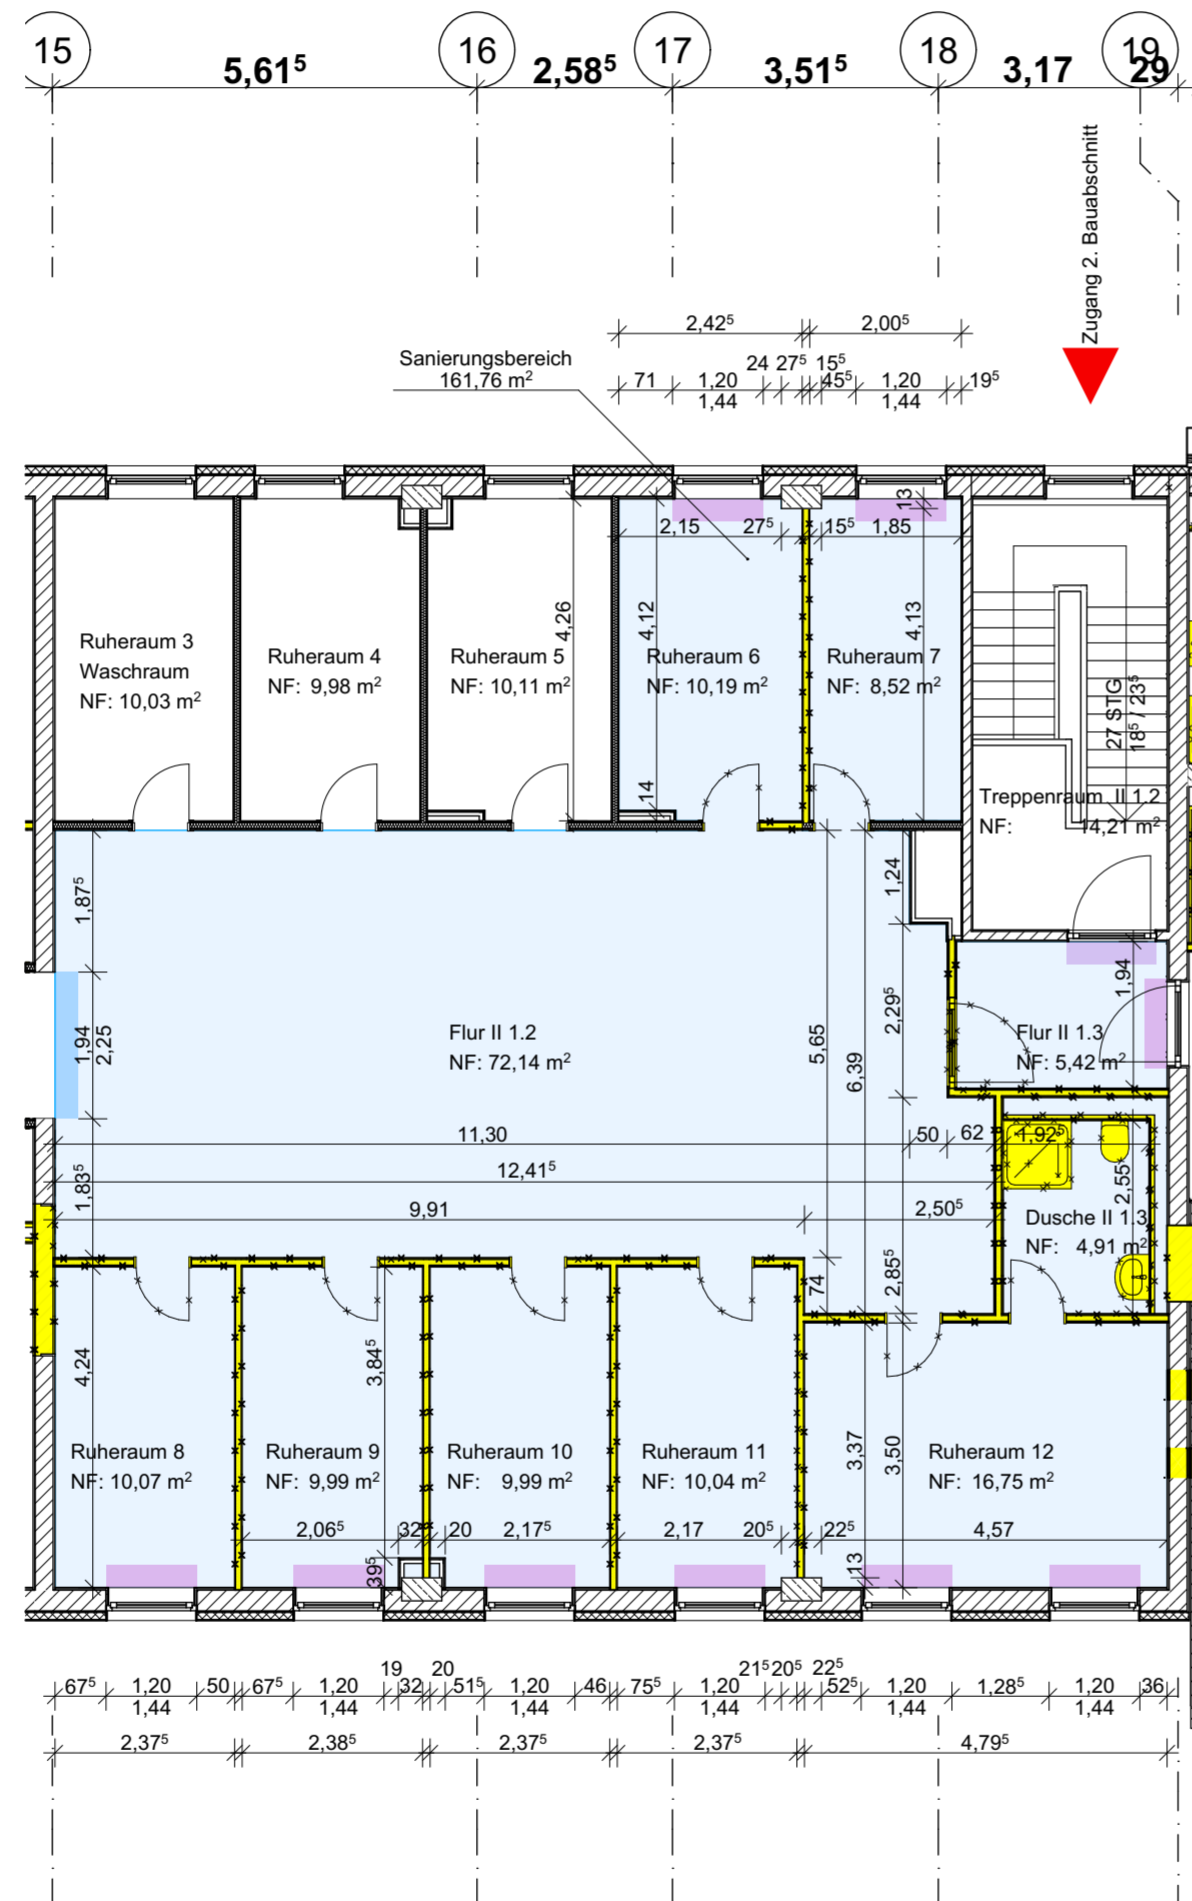 15 16 17 18 19
5,61⁵ 2,58⁵ 3,51⁵ 3,17 29
Zugang 2. Bauabschnitt
2,42⁵ 2,00⁵
Sanierungsbereich
161,76 m²
24 27⁵ 15⁵
71 1,20 45⁵ 1,20 19⁵
1,44 1,44
13
2,15 27⁵ 15⁵ 1,85
4,26 4,12 4,13
Ruheraum 3
Waschraum
NF: 10,03 m²
Ruheraum 4
NF: 9,98 m²
Ruheraum 5
NF: 10,11 m²
Ruheraum 6
NF: 10,19 m²
Ruheraum 7
NF: 8,52 m²
27 STG
18⁵ / 23⁵
14
Treppenraum II 1.2
NF: 14,21 m²
1,87⁵
1,24
1,94
2,25
Flur II 1.2
NF: 72,14 m²
5,65
6,39
2,29⁵
1,94
Flur II 1.3
NF: 5,42 m²
11,30 50 62 1,92⁵
12,41⁵
1,83⁵
9,91 2,50⁵
2,55⁵
Dusche II 1.3
NF: 4,91 m²
74
2,85⁵
4,24
3,84⁵
3,37
3,50
Ruheraum 8
NF: 10,07 m²
Ruheraum 9
NF: 9,99 m²
Ruheraum 10
NF: 9,99 m²
Ruheraum 11
NF: 10,04 m²
Ruheraum 12
NF: 16,75 m²
2,06⁵ 32 20 2,17⁵ 2,17 20⁵ 22⁵ 4,57
39⁵
13
19 20 21⁵ 20⁵ 22⁵
67⁵ 1,20 50 67⁵ 1,20 32 51⁵ 1,20 46 75⁵ 1,20 52⁵ 1,20 1,28⁵ 1,20 36
1,44 1,44 1,44 1,44 1,44 1,44
2,37⁵ 2,38⁵ 2,37⁵ 2,37⁵ 4,79⁵